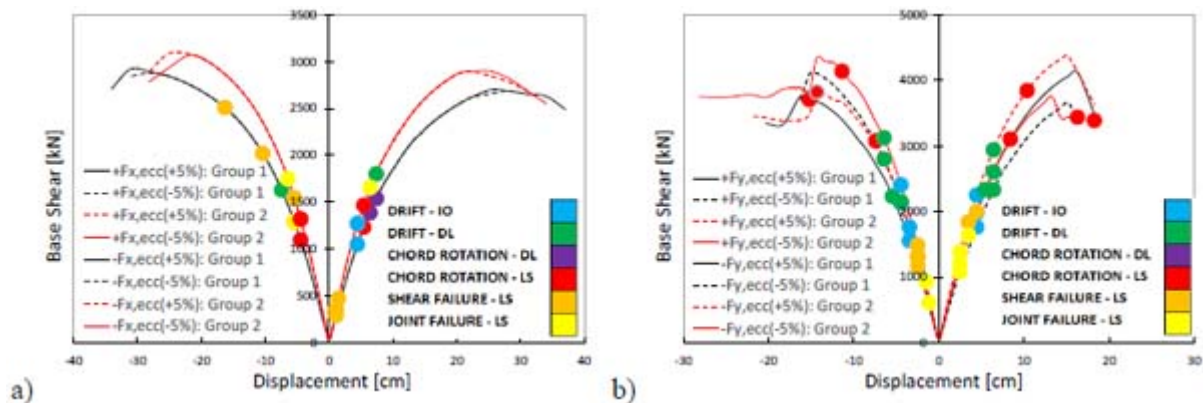 3500
3000
2500
2000
1500
1000
500
0
Base Shear [kN]
+Fx,ecc(+5%): Group 1
+Fx,ecc(-5%): Group 1
+Fx,ecc(+5%): Group 2
+Fx,ecc(-5%): Group 2
-Fx,ecc(+5%): Group 1
-Fx,ecc(-5%): Group 1
-Fx,ecc(+5%): Group 2
-Fx,ecc(-5%): Group 2
DRIFT - IO
DRIFT - DL
CHORD ROTATION - DL
CHORD ROTATION - LS
SHEAR FAILURE - LS
JOINT FAILURE - LS
-40 -30 -20 -10 0 10 20 30 40
Displacement [cm]
a)
5000
4000
3000
2000
1000
0
Base Shear [kN]
+Fy,ecc(+5%): Group 1
+Fy,ecc(-5%): Group 1
+Fy,ecc(+5%): Group 2
+Fy,ecc(-5%): Group 2
-Fy,ecc(+5%): Group 1
-Fy,ecc(-5%): Group 1
-Fy,ecc(+5%): Group 2
-Fy,ecc(-5%): Group 2
DRIFT - IO
DRIFT - DL
CHORD ROTATION - DL
CHORD ROTATION - LS
SHEAR FAILURE - LS
JOINT FAILURE - LS
-30 -20 -10 0 10 20 30
Displacement [cm]
b)